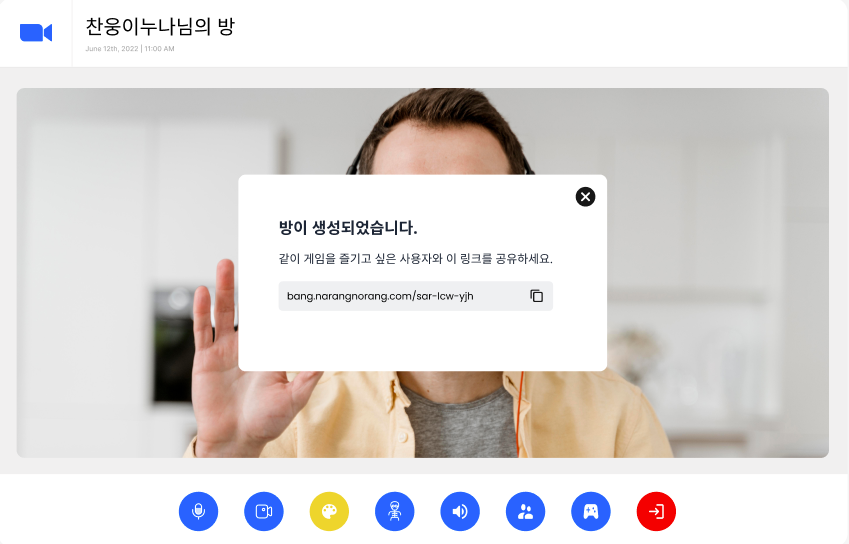 찬웅이누나님의 방
June 12th, 2022 | 11:00 AM
방이 생성되었습니다.
같이 게임을 즐기고 싶은 사용자와 이 링크를 공유하세요.
bang.narangnorang.com/sar-lcw-yjh